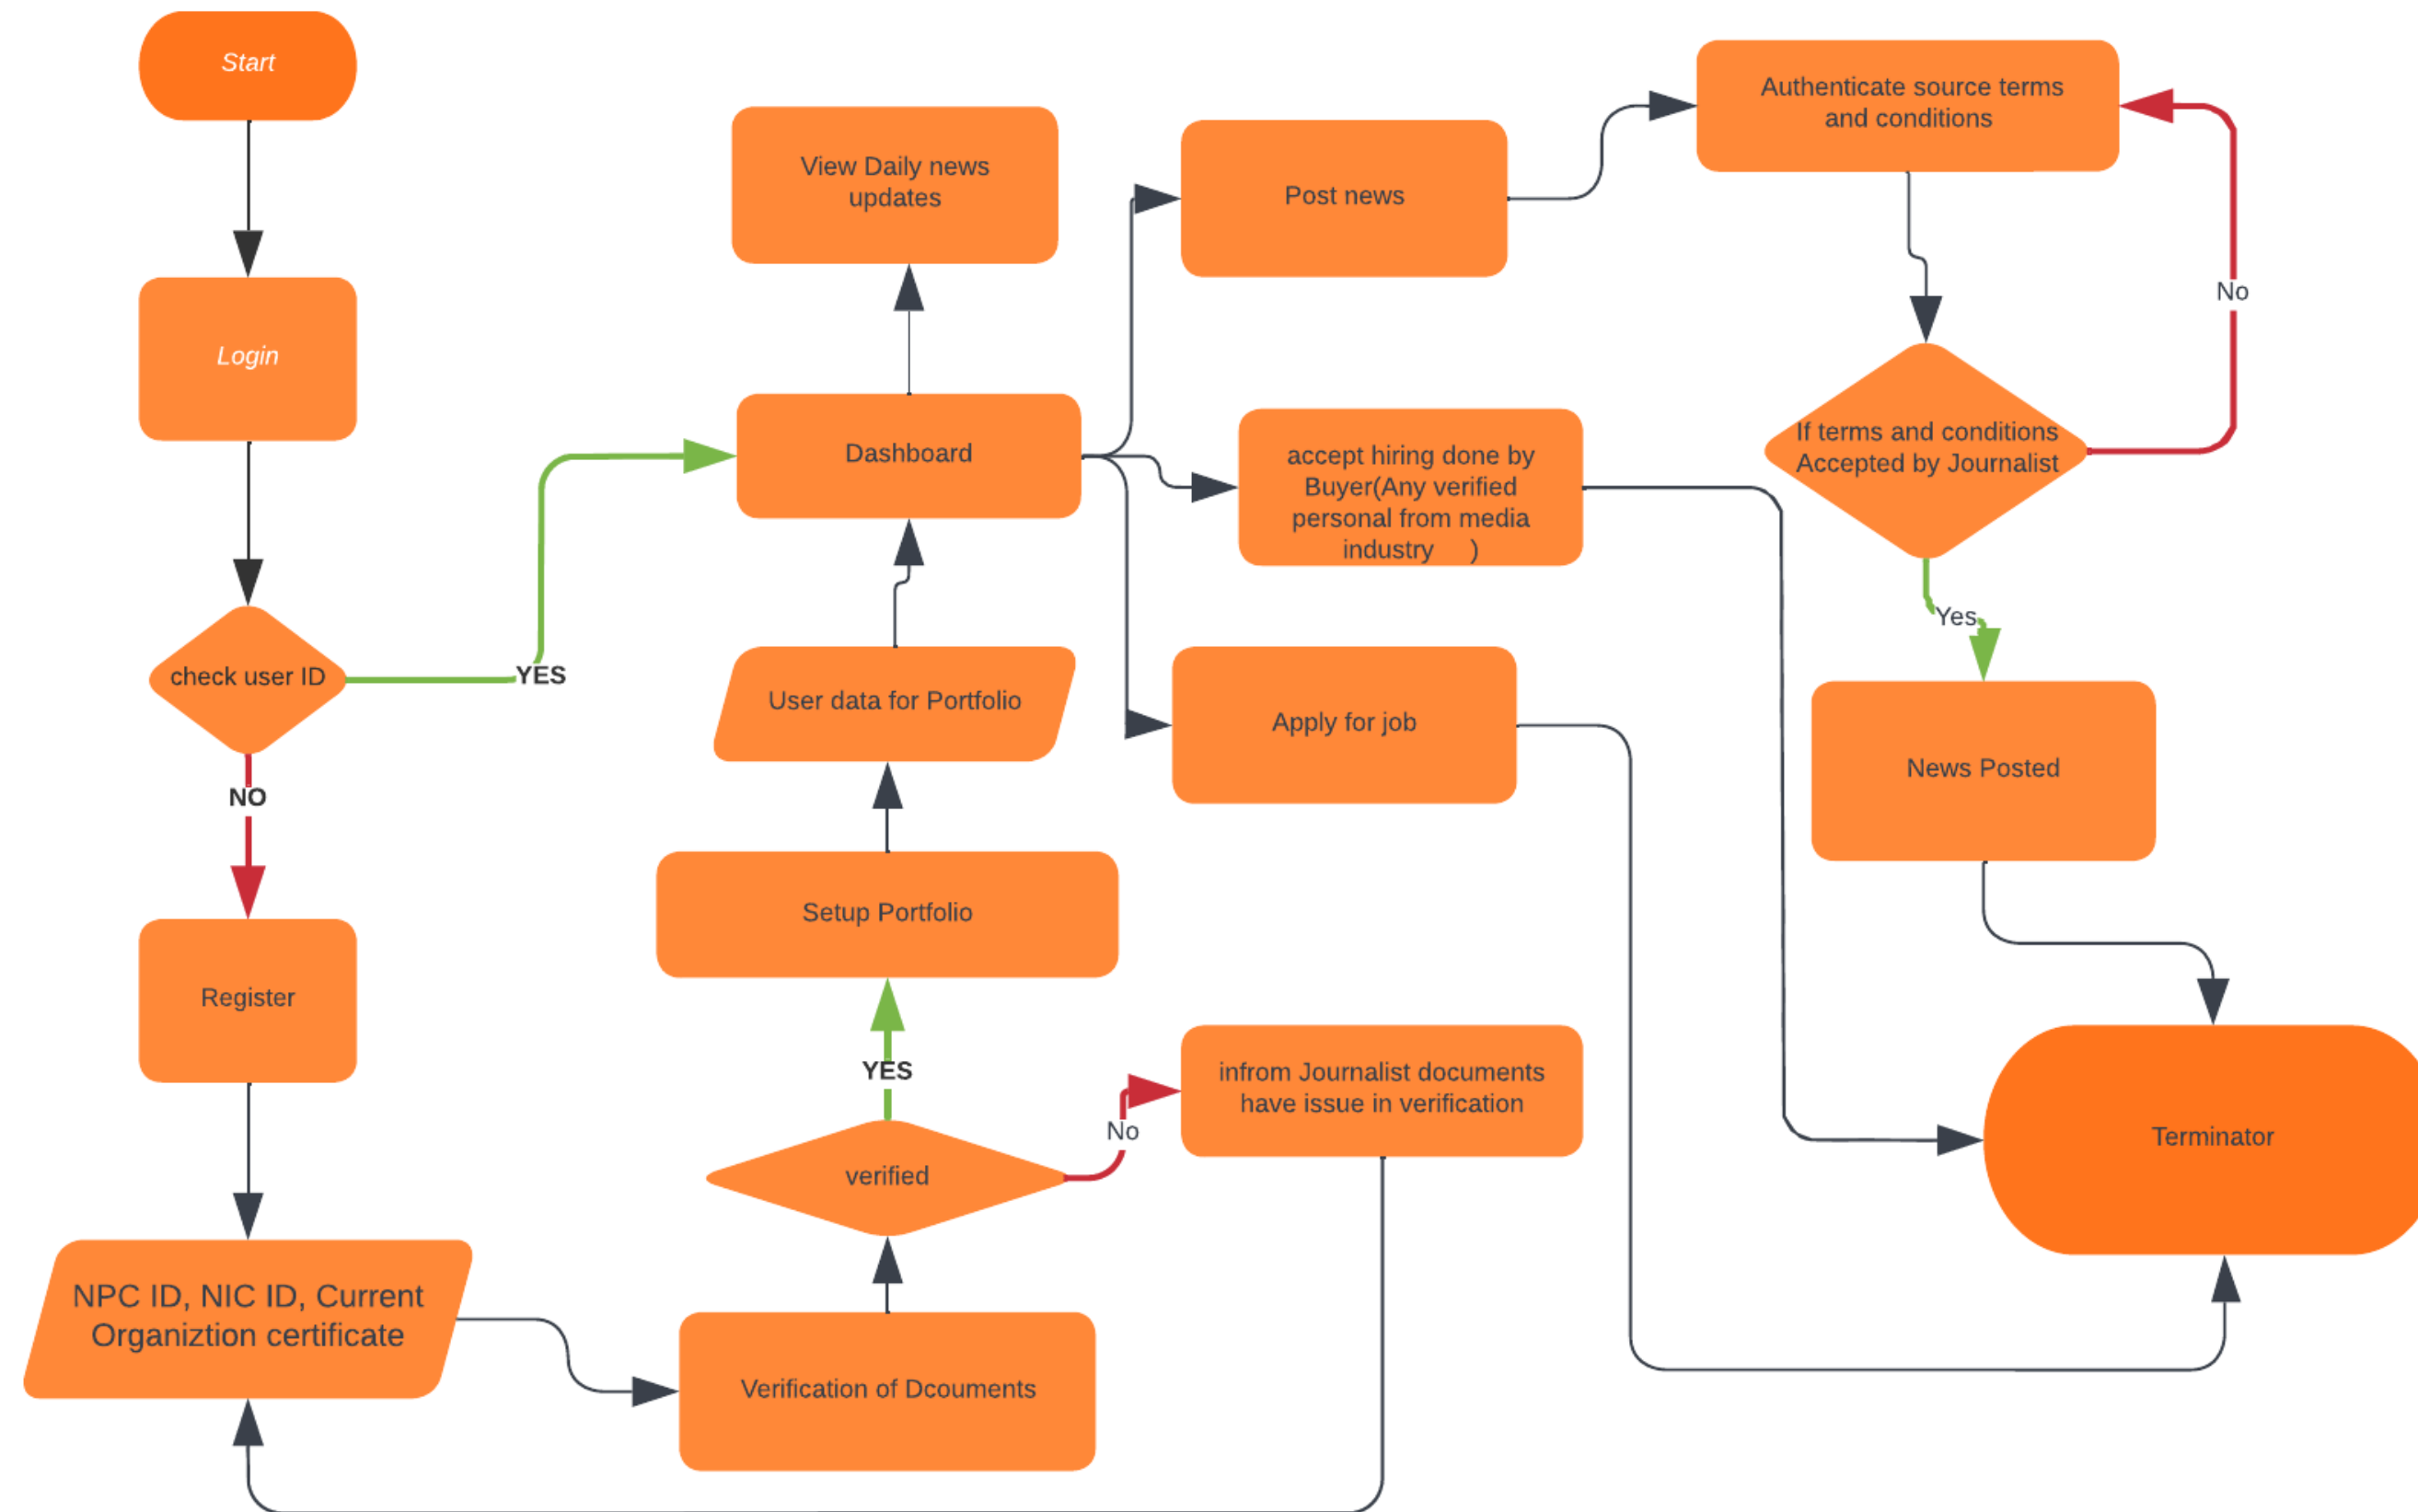 Start
Login
check user ID
YES
NO
Register
NPC ID, NIC ID, Current
Organiztion certificate
View Daily news
updates
Dashboard
User data for Portfolio
Setup Portfolio
YES
verified
No
Verification of Dcouments
Post news
accept hiring done by
Buyer(Any verified
personal from media
industry )
Apply for job
infrom Journalist documents
have issue in verification
Authenticate source terms
and conditions
No
If terms and conditions
Accepted by Journalist
Yes
News Posted
Terminator